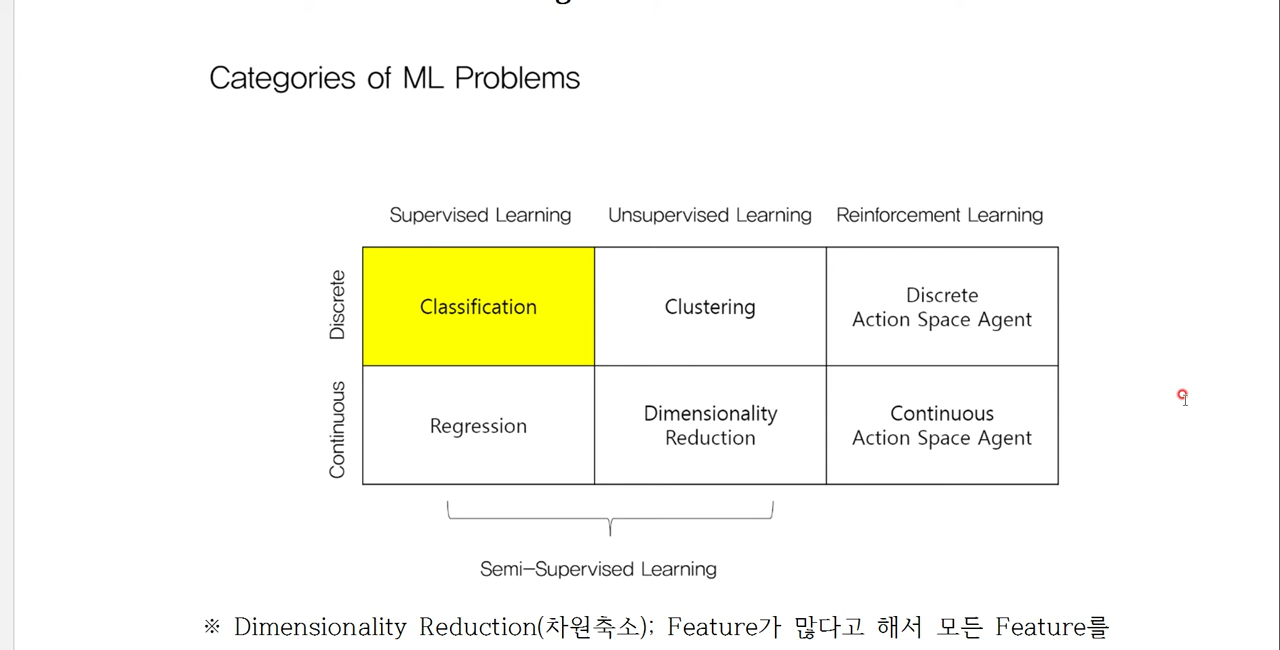 Categories of ML Problems
Supervised Learning Unsupervised Learning Reinforcement Learning
Discrete
Classification
Clustering
Discrete
Action Space Agent
Continuous
Regression
Dimensionality
Reduction
Continuous
Action Space Agent
Semi-Supervised Learning
※ Dimensionality Reduction(차원축소); Feature가 많다고 해서 모든 Feature를